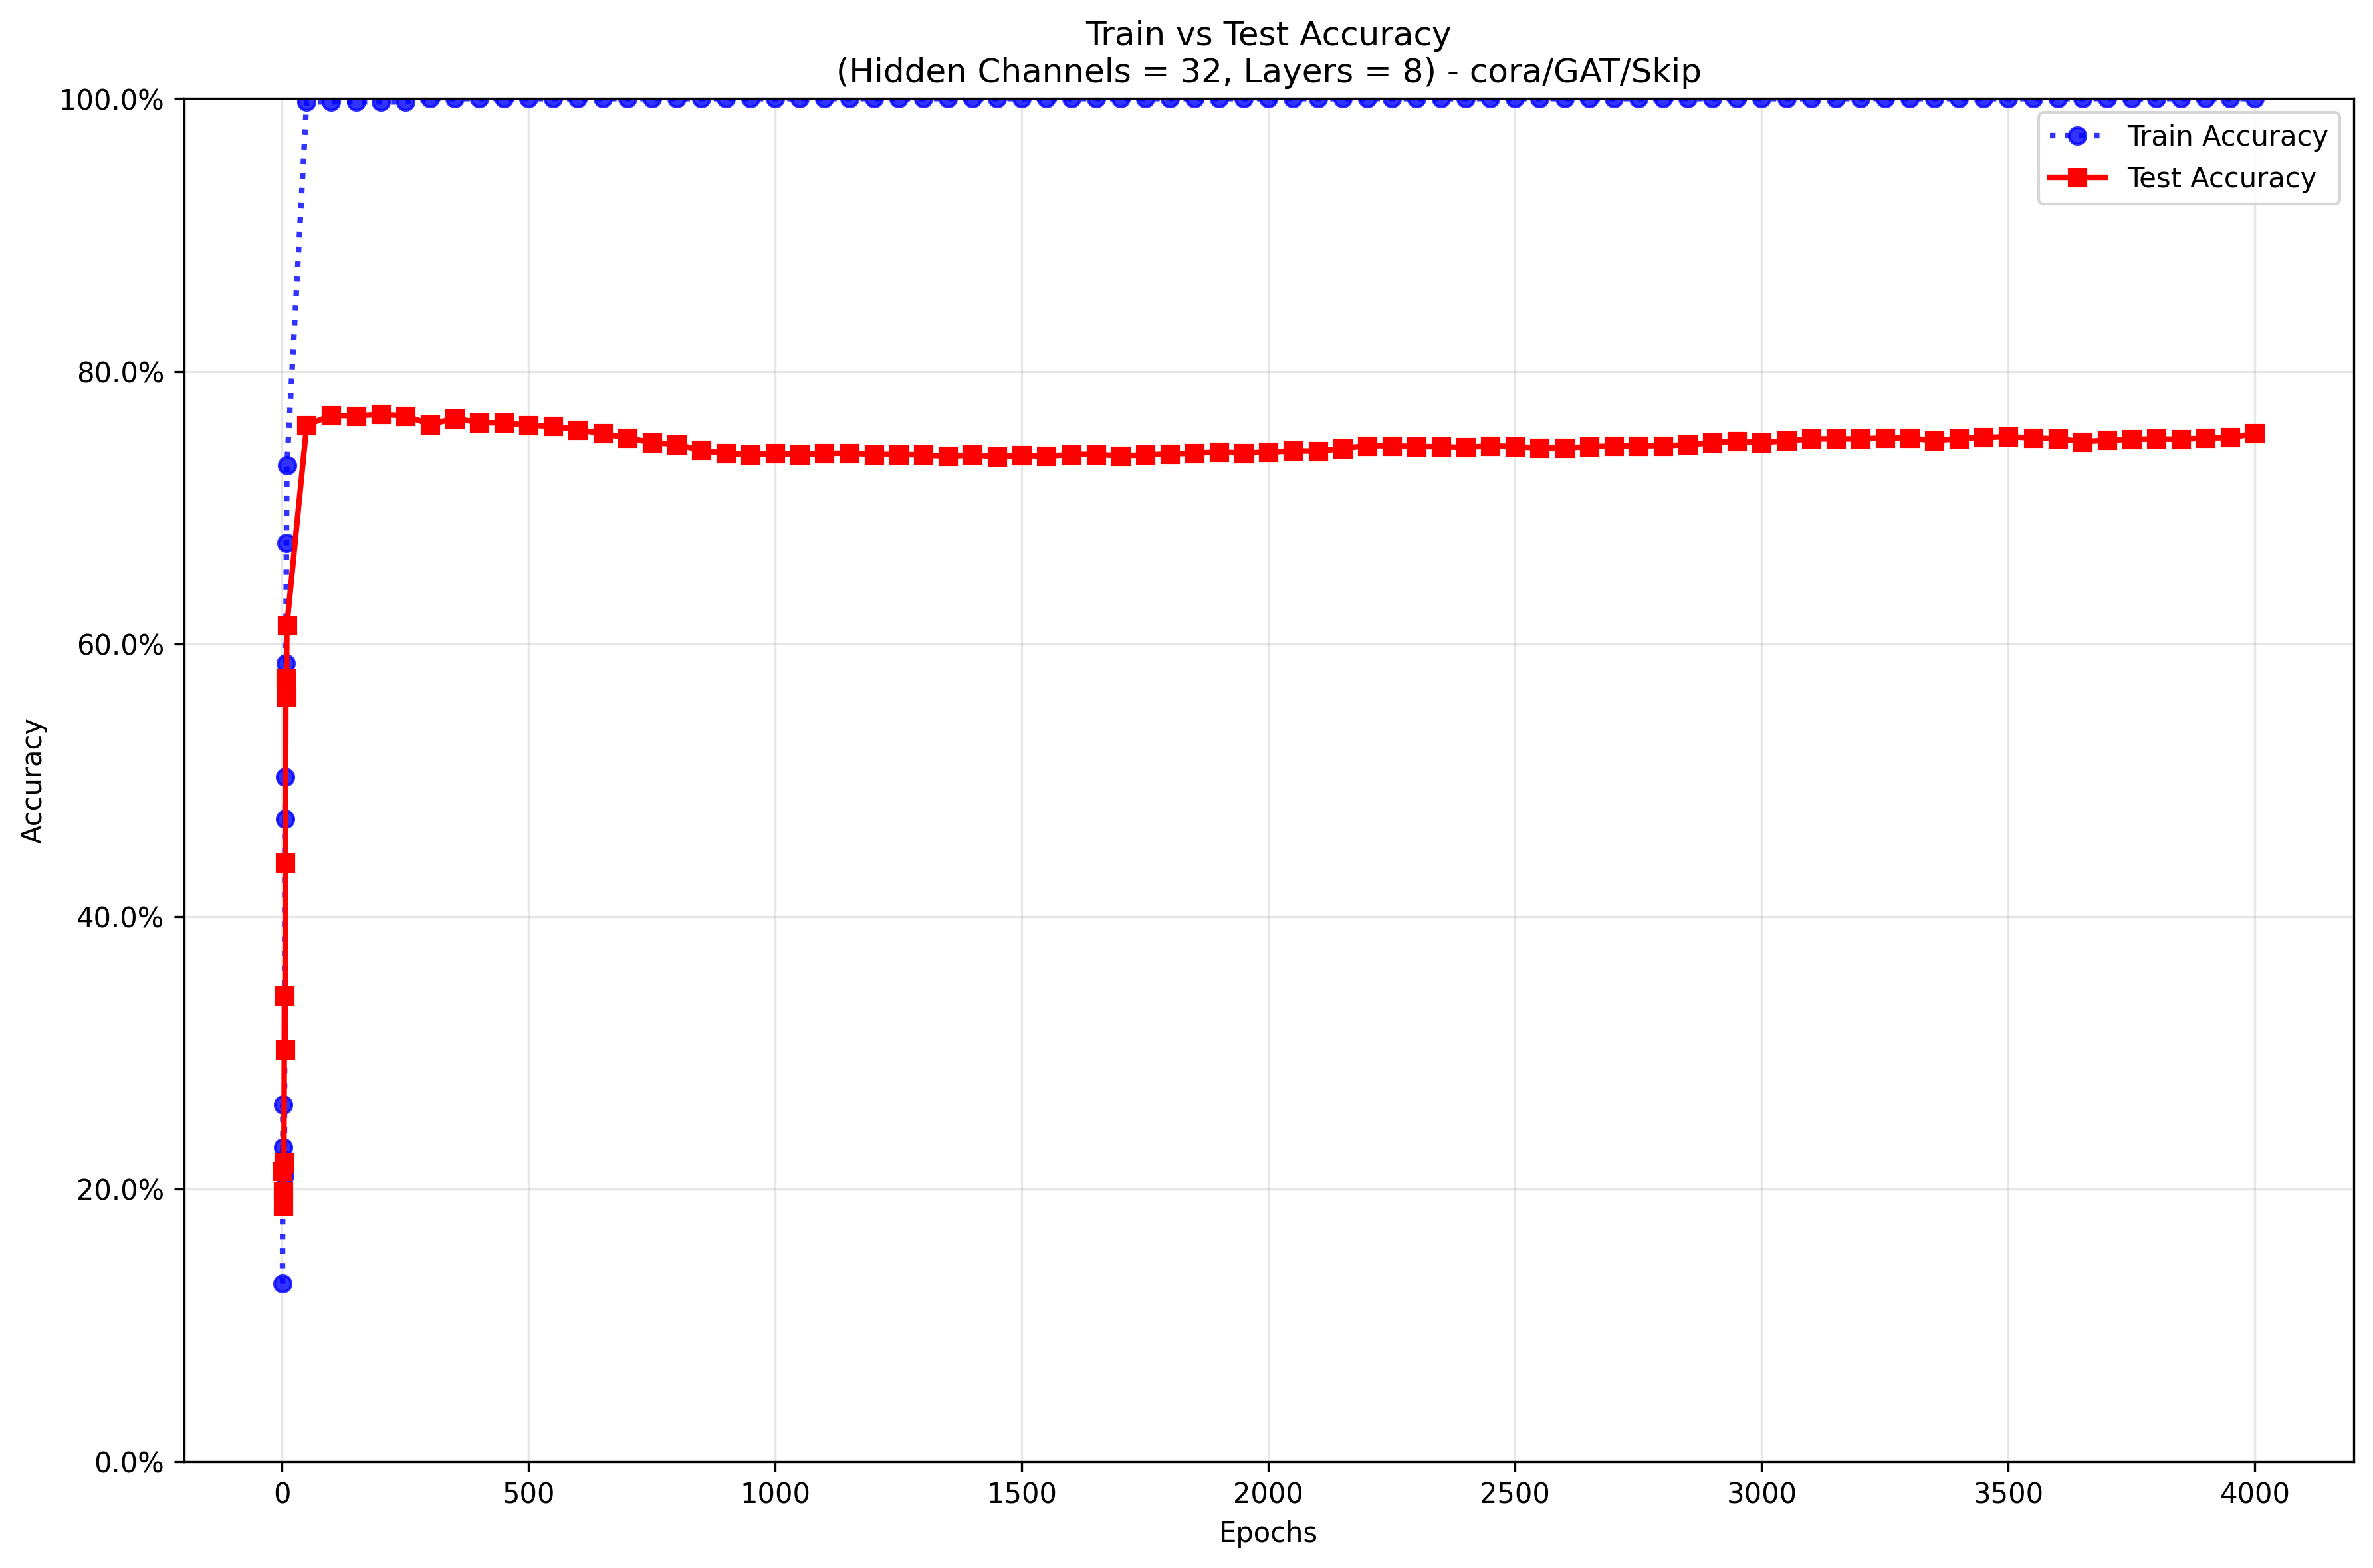 Train vs Test Accuracy
(Hidden Channels = 32, Layers = 8) - cora/GAT/Skip
100.0%
80.0%
60.0%
40.0%
20.0%
0.0%
Accuracy
Train Accuracy
Test Accuracy
0 500 1000 1500 2000 2500 3000 3500 4000
Epochs